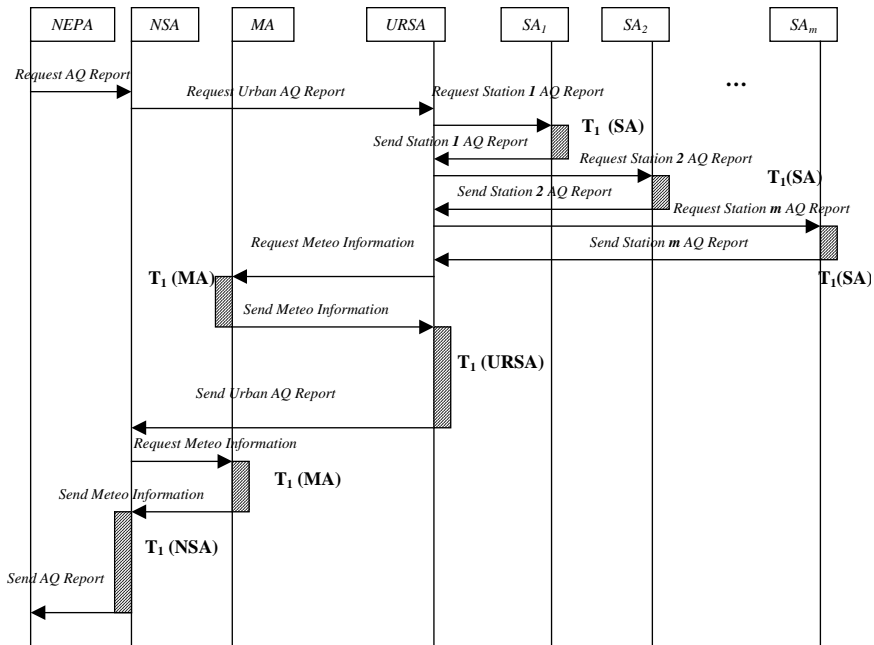 NEPA NSA MA URSA SA₁ SA₂ SAₘ
Request AQ Report
...
Request Urban AQ Report Request Station 1 AQ Report
T₁ (SA)
Send Station 1 AQ Report
Request Station 2 AQ Report
T₁(SA)
Send Station 2 AQ Report
Request Station m AQ Report
Request Meteo Information Send Station m AQ Report
T₁ (MA) T₁(SA)
Send Meteo Information
T₁ (URSA)
Send Urban AQ Report
Request Meteo Information
T₁ (MA)
Send Meteo Information
T₁ (NSA)
Send AQ Report